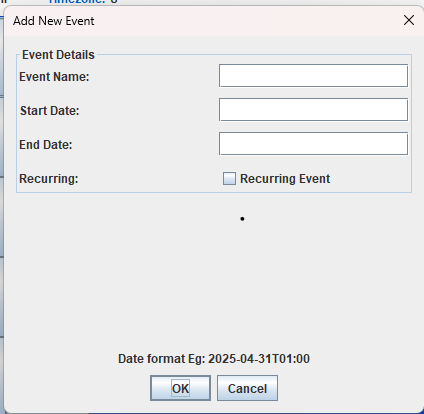 Timezone:
Add New Event
Event Details
Event Name:
Start Date:
End Date:
Recurring:
Recurring Event
Date format Eg: 2025-04-31T01:00
OK
Cancel